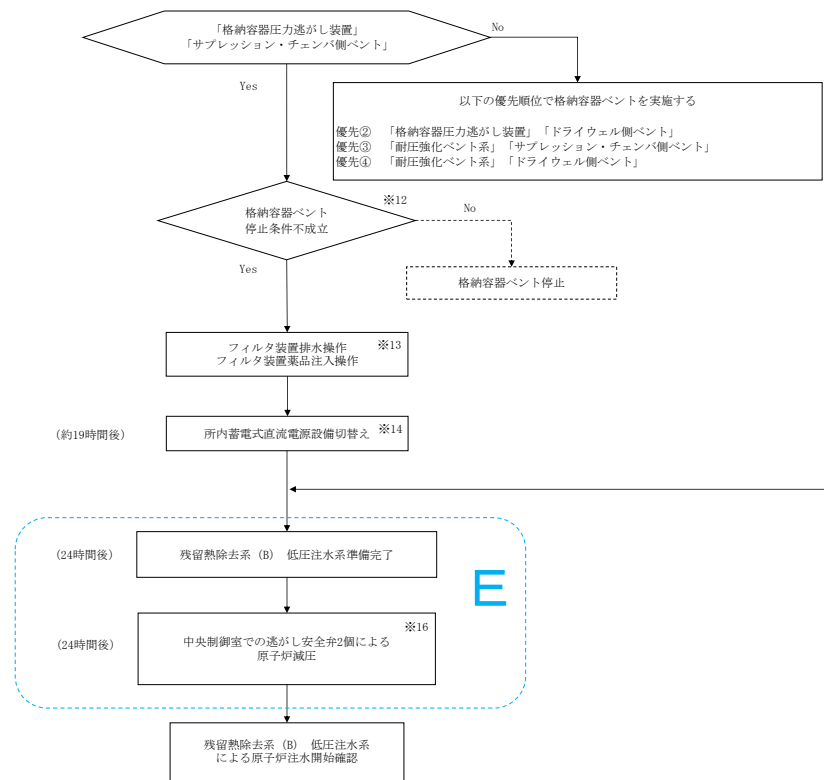 「格納容器圧力逃がし装置」
「サプレッション・チェンバ側ベント」
No
Yes
以下の優先順位で格納容器ベントを実施する
優先② 「格納容器圧力逃がし装置」「ドライウェル側ベント」
優先③ 「耐圧強化ベント系」「サプレッション・チェンバ側ベント」
優先④ 「耐圧強化ベント系」「ドライウェル側ベント」
※12
格納容器ベント
停止条件不成立
No
Yes
格納容器ベント停止
※13
フィルタ装置排水操作
フィルタ装置薬品注入操作
(約19時間後)
所内蓄電式直流電源設備切替え
※14
(24時間後)
残留熱除去系(B) 低圧注水系準備完了
E
※16
(24時間後)
中央制御室での逃がし安全弁2個による
原子炉減圧
残留熱除去系(B) 低圧注水系
による原子炉注水開始確認